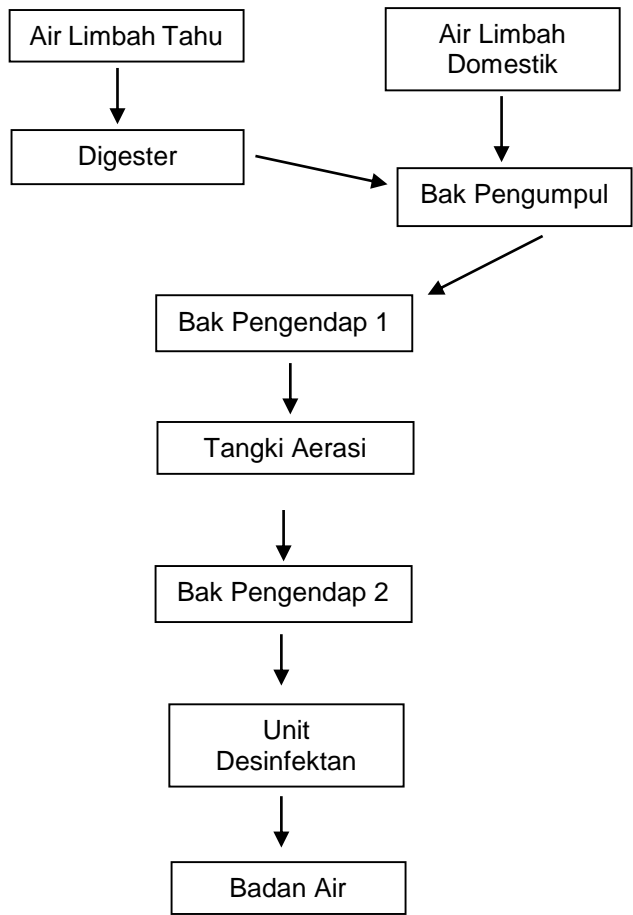 Air Limbah Tahu
Air Limbah
Domestik
Digester
Bak Pengumpul
Bak Pengendap 1
Tangki Aerasi
Bak Pengendap 2
Unit
Desinfektan
Badan Air